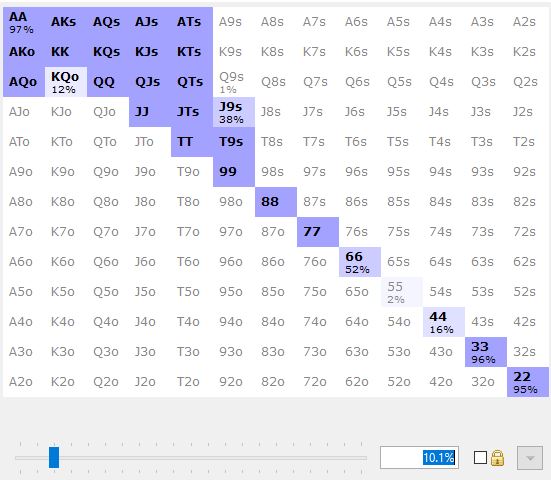 AA AKs AQs AJs ATs A9s A8s A7s A6s A5s A4s A3s A2s
97%
AKo KK KQs KJs KTs K9s K8s K7s K6s K5s K4s K3s K2s
AQo KQo QQ QJs QTs Q9s Q8s Q7s Q6s Q5s Q4s Q3s Q2s
12% 1%
AJo KJo QJo JJ JTs J9s J8s J7s J6s J5s J4s J3s J2s
38%
ATo KTo QTo JTo TT T9s T8s T7s T6s T5s T4s T3s T2s
A9o K9o Q9o J9o T9o 99 98s 97s 96s 95s 94s 93s 92s
A8o K8o Q8o J8o T8o 98o 88 87s 86s 85s 84s 83s 82s
A7o K7o Q7o J7o T7o 97o 87o 77 76s 75s 74s 73s 72s
A6o K6o Q6o J6o T6o 96o 86o 76o 66 65s 64s 63s 62s
52%
A5o K5o Q5o J5o T5o 95o 85o 75o 65o 55 54s 53s 52s
2%
A4o K4o Q4o J4o T4o 94o 84o 74o 64o 54o 44 43s 42s
16%
A3o K3o Q3o J3o T3o 93o 83o 73o 63o 53o 43o 33 32s
96%
A2o K2o Q2o J2o T2o 92o 82o 72o 62o 52o 42o 32o 22
95%
10.1%